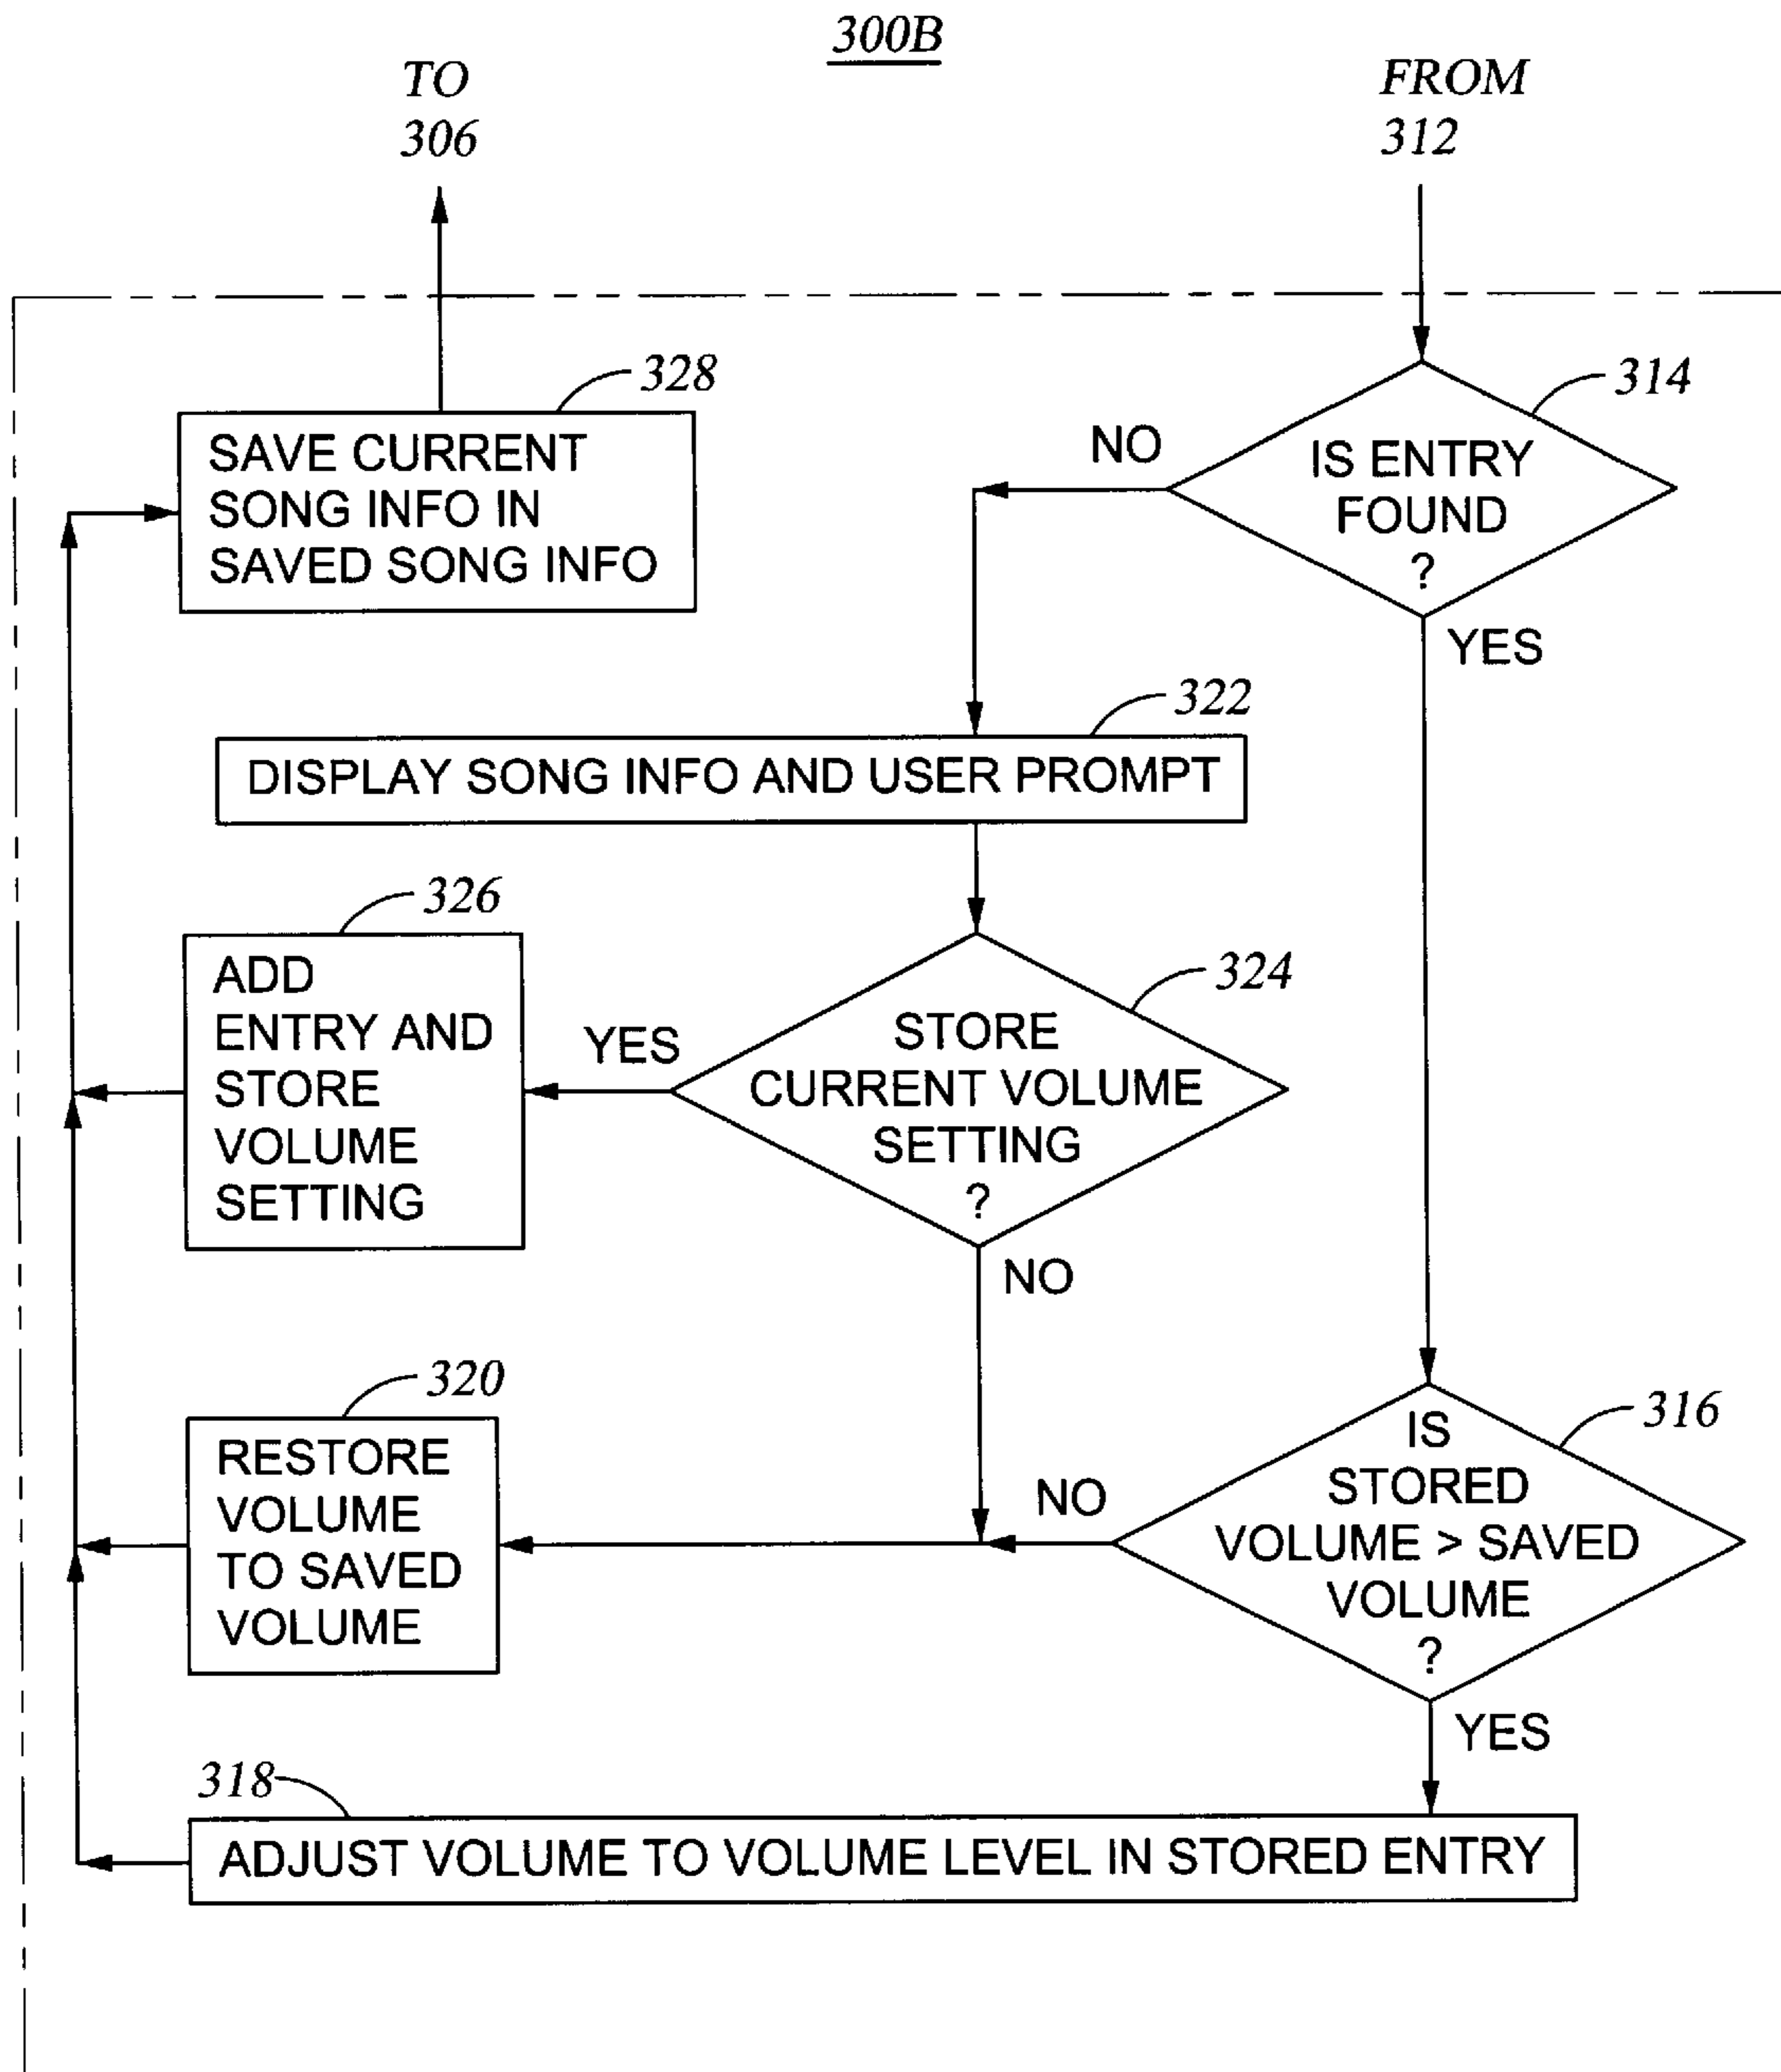 300B
TO
306
FROM
312
328
SAVE CURRENT
SONG INFO IN
SAVED SONG INFO
314
NO
IS ENTRY
FOUND
?
YES
322
DISPLAY SONG INFO AND USER PROMPT
326
ADD
ENTRY AND
STORE
VOLUME
SETTING
YES
324
STORE
CURRENT VOLUME
SETTING
?
NO
320
RESTORE
VOLUME
TO SAVED
VOLUME
NO
316
IS
STORED
VOLUME > SAVED
VOLUME
?
YES
318
ADJUST VOLUME TO VOLUME LEVEL IN STORED ENTRY